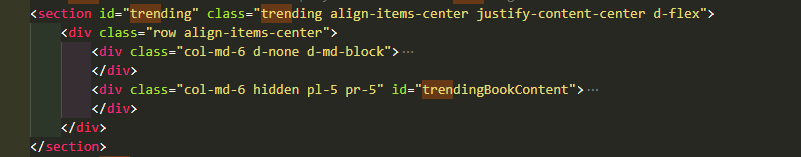 <section id="trending" class="trending align-items-center justify-content-center d-flex">
<div class="row align-items-center">
<div class="col-md-6 d-none d-md-block">···
</div>
<div class="col-md-6 hidden pl-5 pr-5" id="trendingBookContent">···
</div>
</div>
</section>